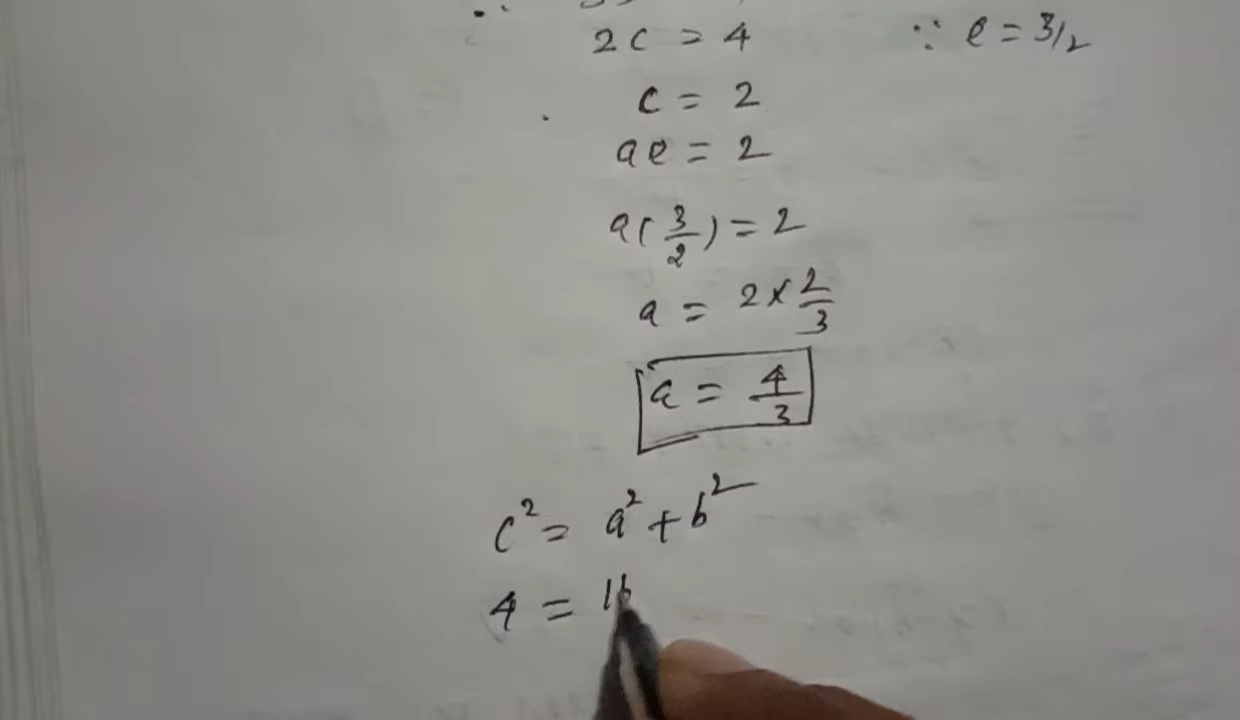 2c = 4 ∵ e = 3/2
c = 2
ae = 2
a(3/2) = 2
a = 2 × 2/3
a = 4/3
c² = a² + b²
4 = 16